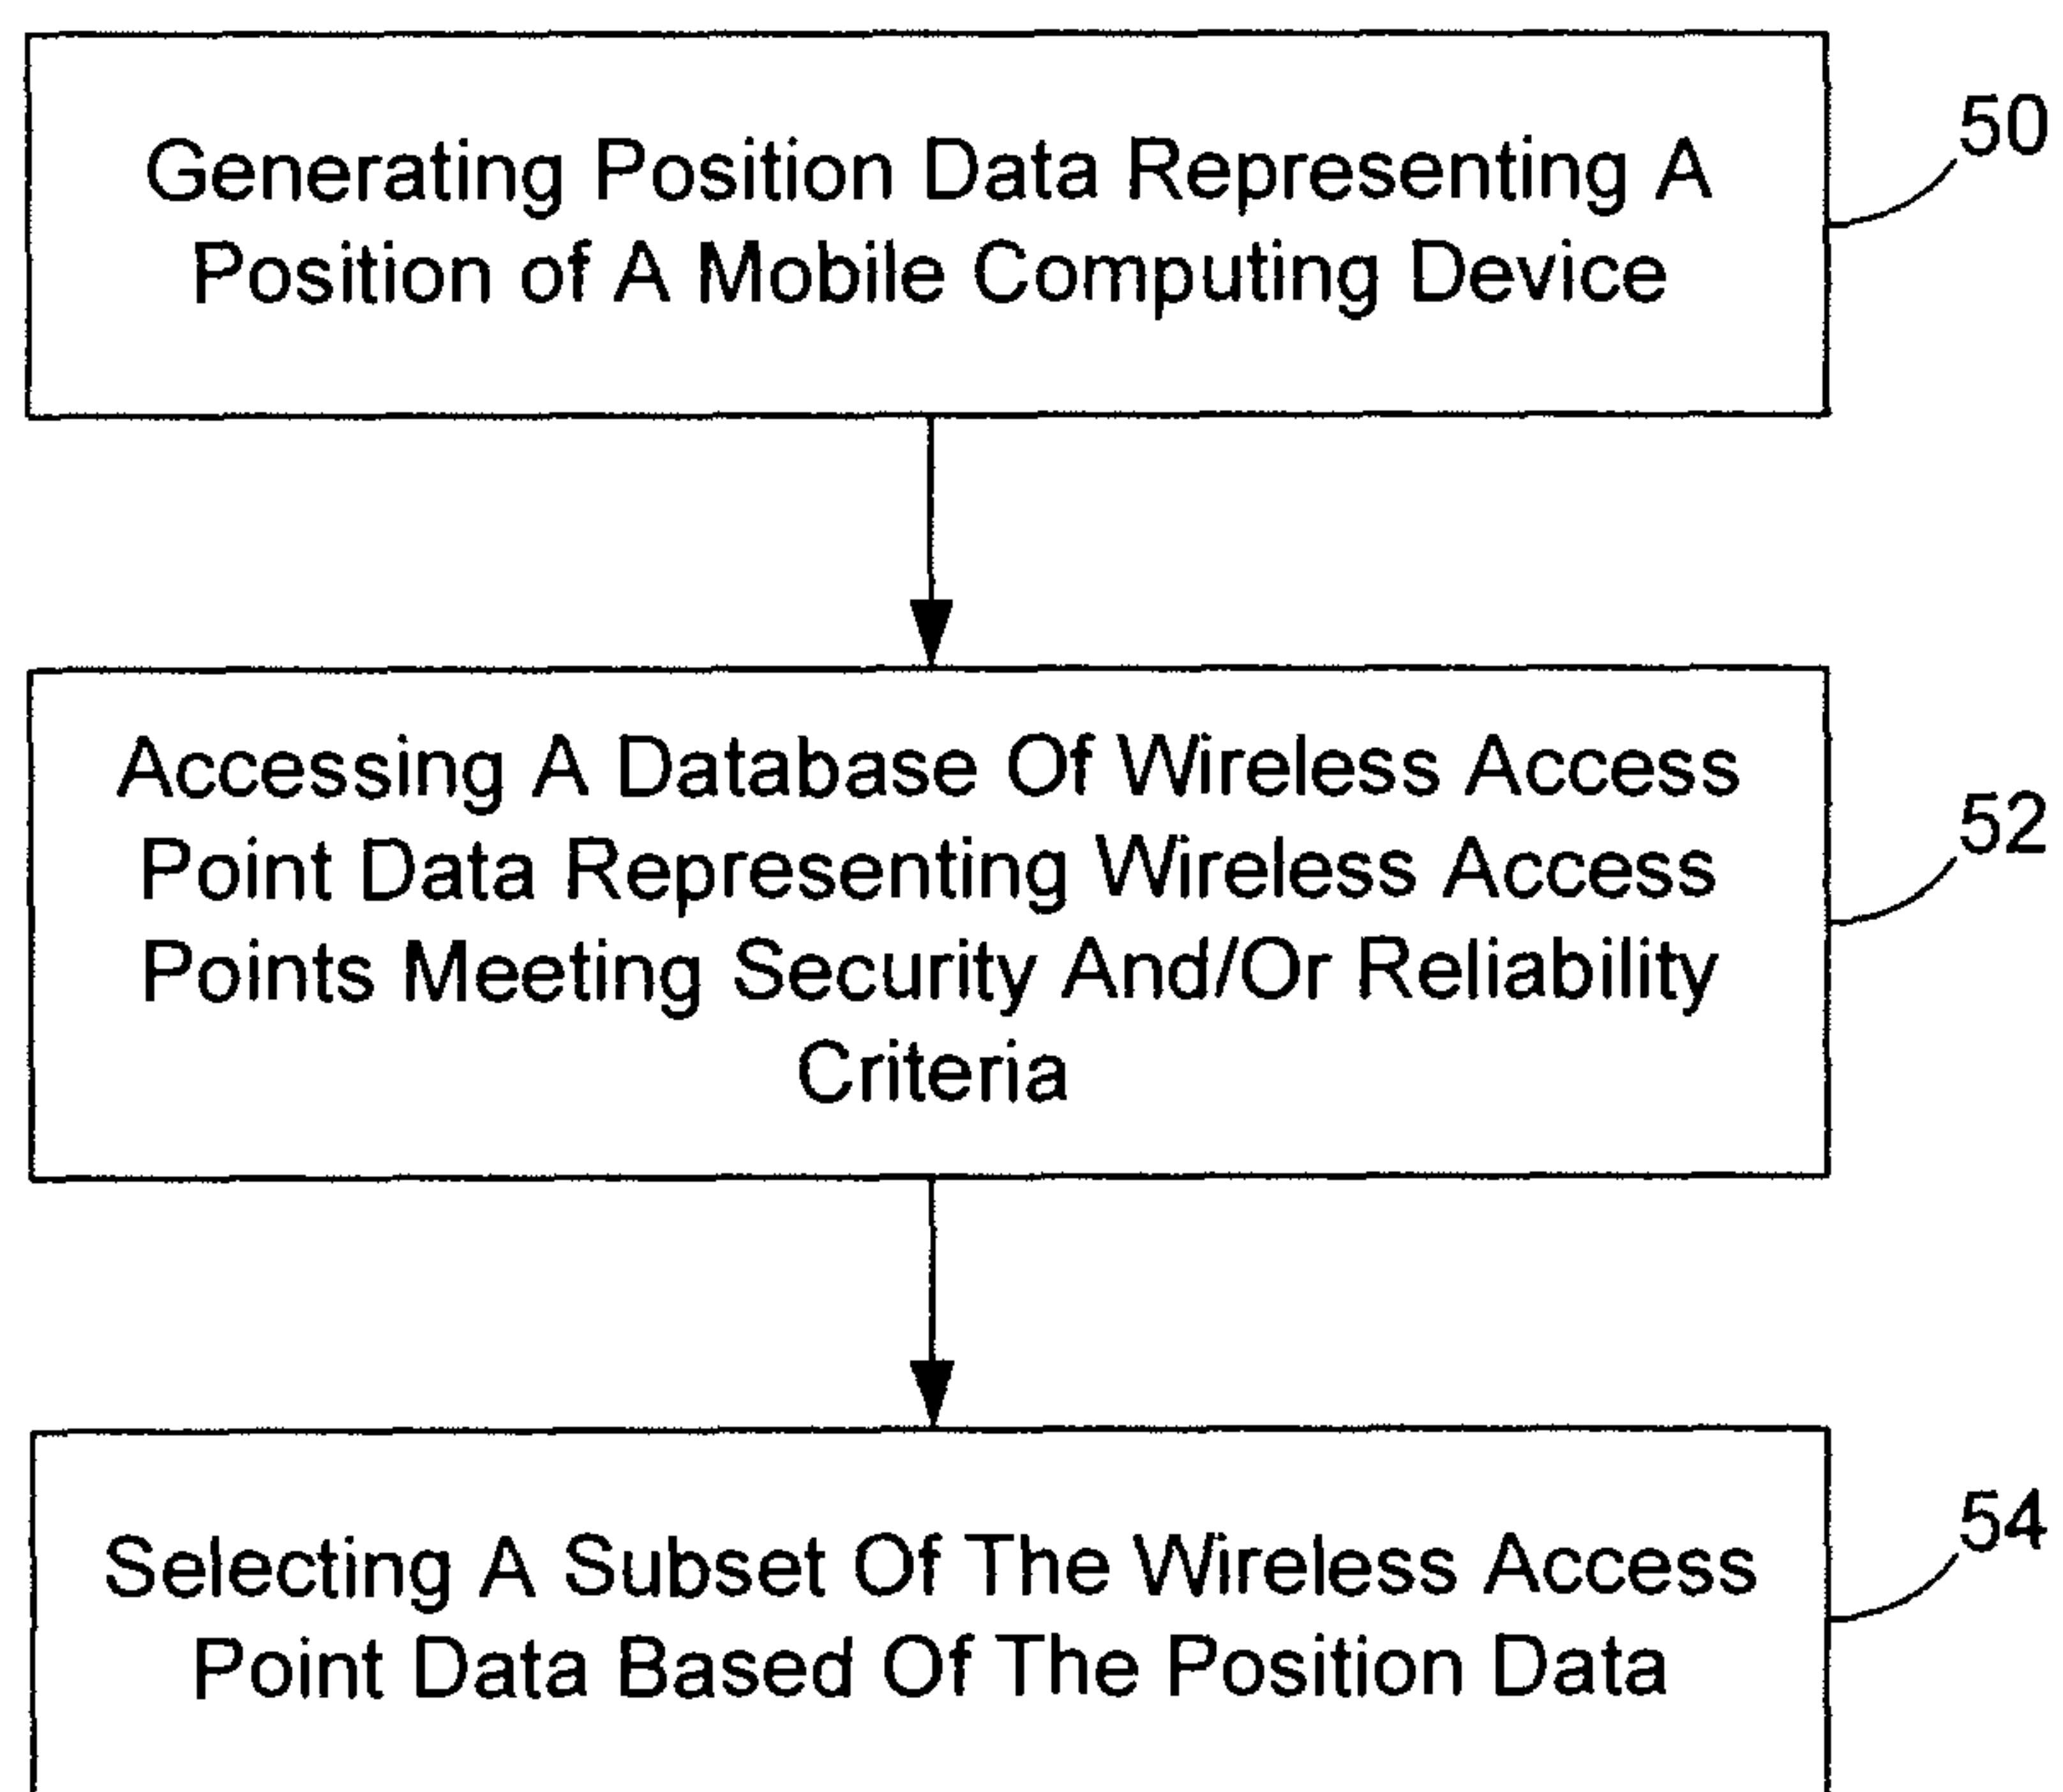 Generating Position Data Representing A
Position of A Mobile Computing Device
50
Accessing A Database Of Wireless Access
Point Data Representing Wireless Access
Points Meeting Security And/Or Reliability
Criteria
52
Selecting A Subset Of The Wireless Access
Point Data Based Of The Position Data
54